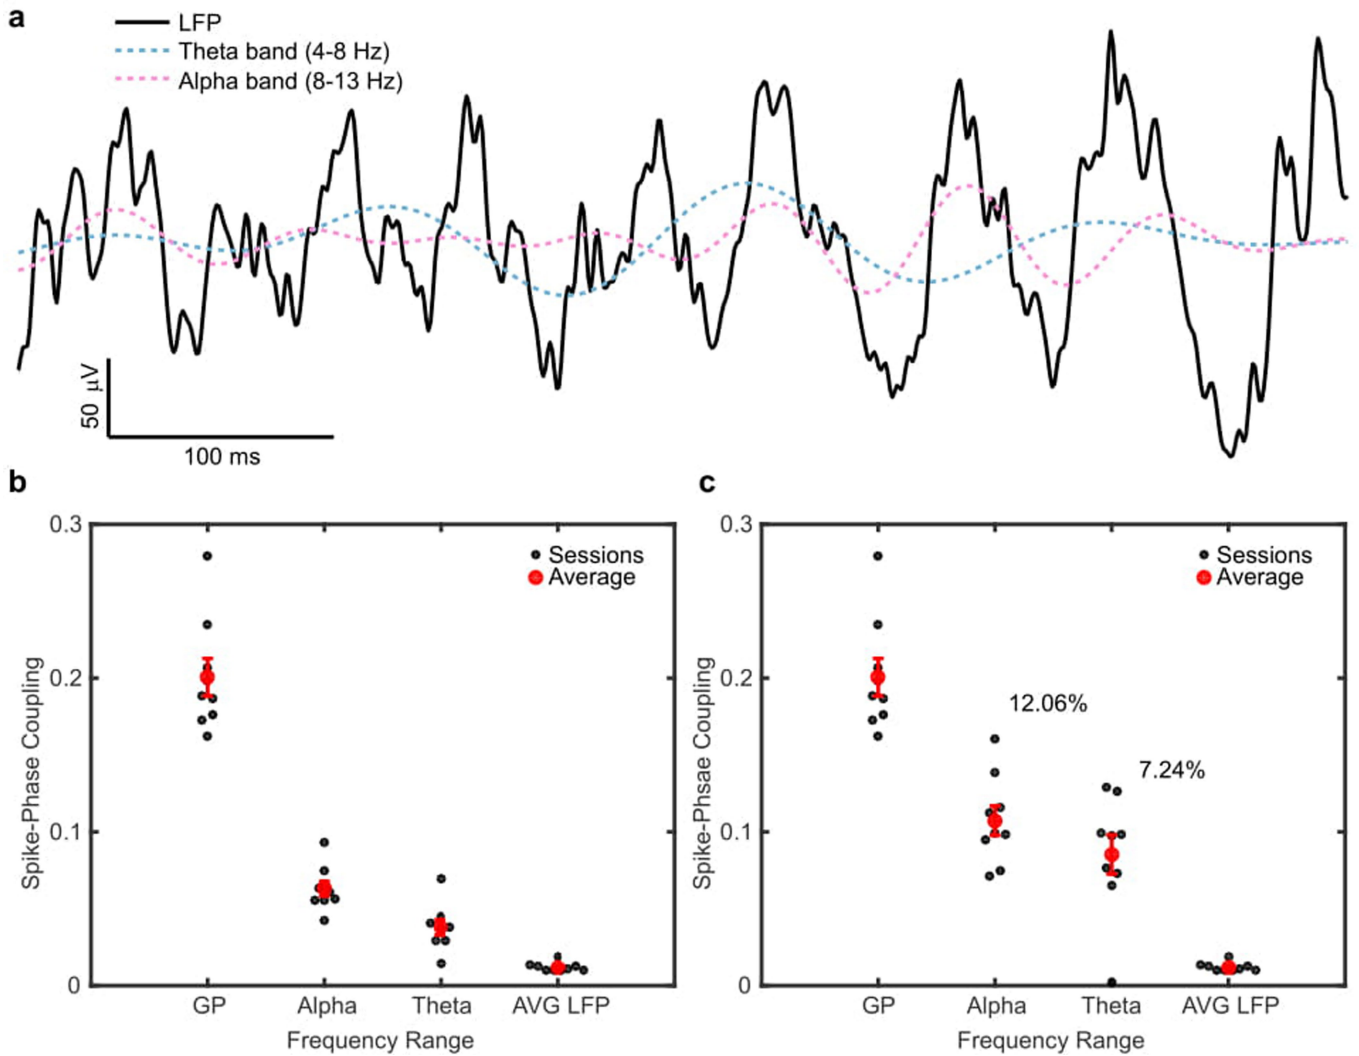 a
LFP
Theta band (4-8 Hz)
Alpha band (8-13 Hz)
50 μV
100 ms
b
0.3
0.2
0.1
0
Spike-Phase Coupling
Sessions
Average
GP Alpha Theta AVG LFP
Frequency Range
c
0.3
0.2
0.1
0
Spike-Phsae Coupling
Sessions
Average
12.06%
7.24%
GP Alpha Theta AVG LFP
Frequency Range